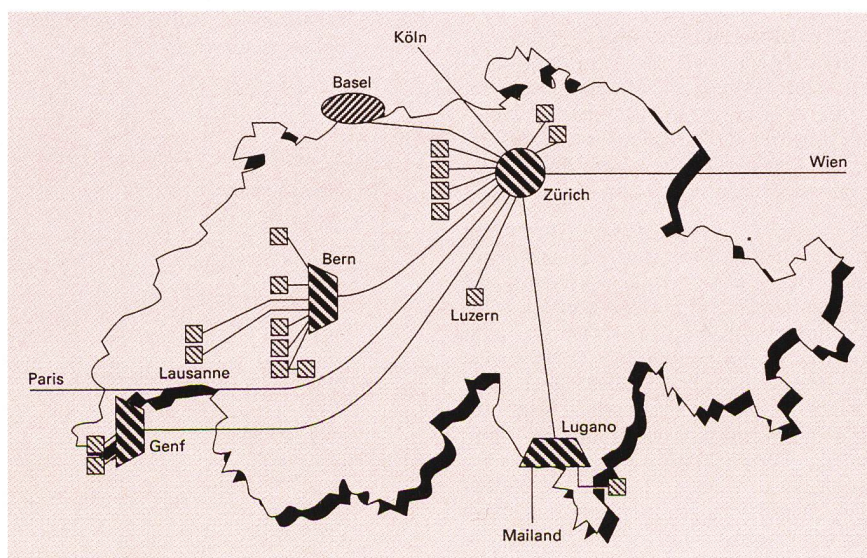 Köln
Basel
Wien
Zürich
Bern
Luzern
Lausanne
Paris
Genf
Lugano
Mailand